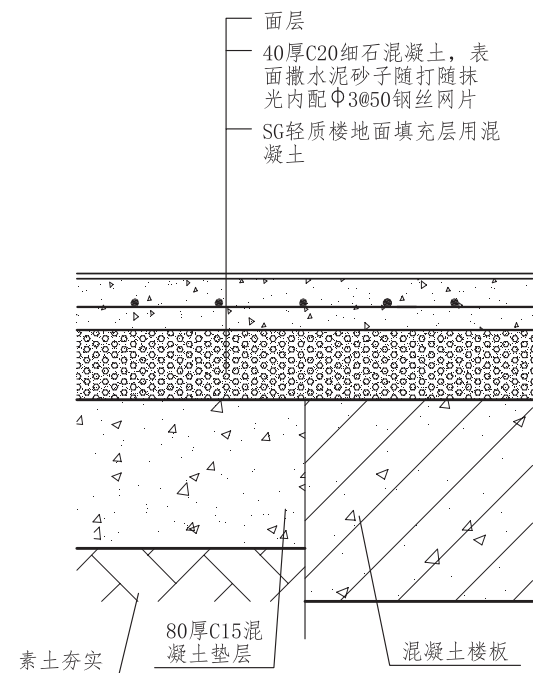 面层
40厚C20细石混凝土，表
面撒水泥砂子随打随抹
光内配Φ3@50钢丝网片
SG轻质楼地面填充层用混
凝土
素土夯实
80厚C15混
凝土垫层
混凝土楼板